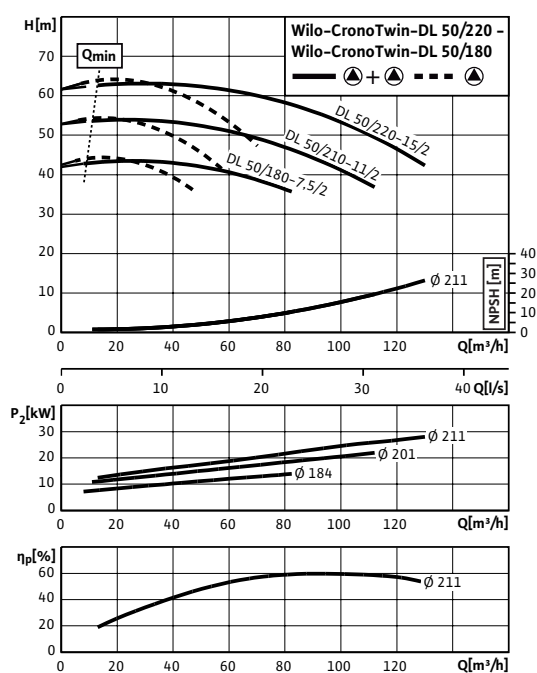 H[m]
Wilo-CronoTwin-DL 50/220 –
Wilo-CronoTwin-DL 50/180
+
Qmin
70
60
50
40
30
20
10
0
DL 50/220-15/2
DL 50/210-11/2
DL 50/180-7,5/2
Ø 211
NPSH [m]
40
30
20
10
0
0 20 40 60 80 100 120 Q[m³/h]
0 10 20 30 40 Q[l/s]
P₂[kW]
30
20
10
0
Ø 211
Ø 201
Ø 184
0 20 40 60 80 100 120 Q[m³/h]
ηp[%]
60
40
20
0
Ø 211
0 20 40 60 80 100 120 Q[m³/h]